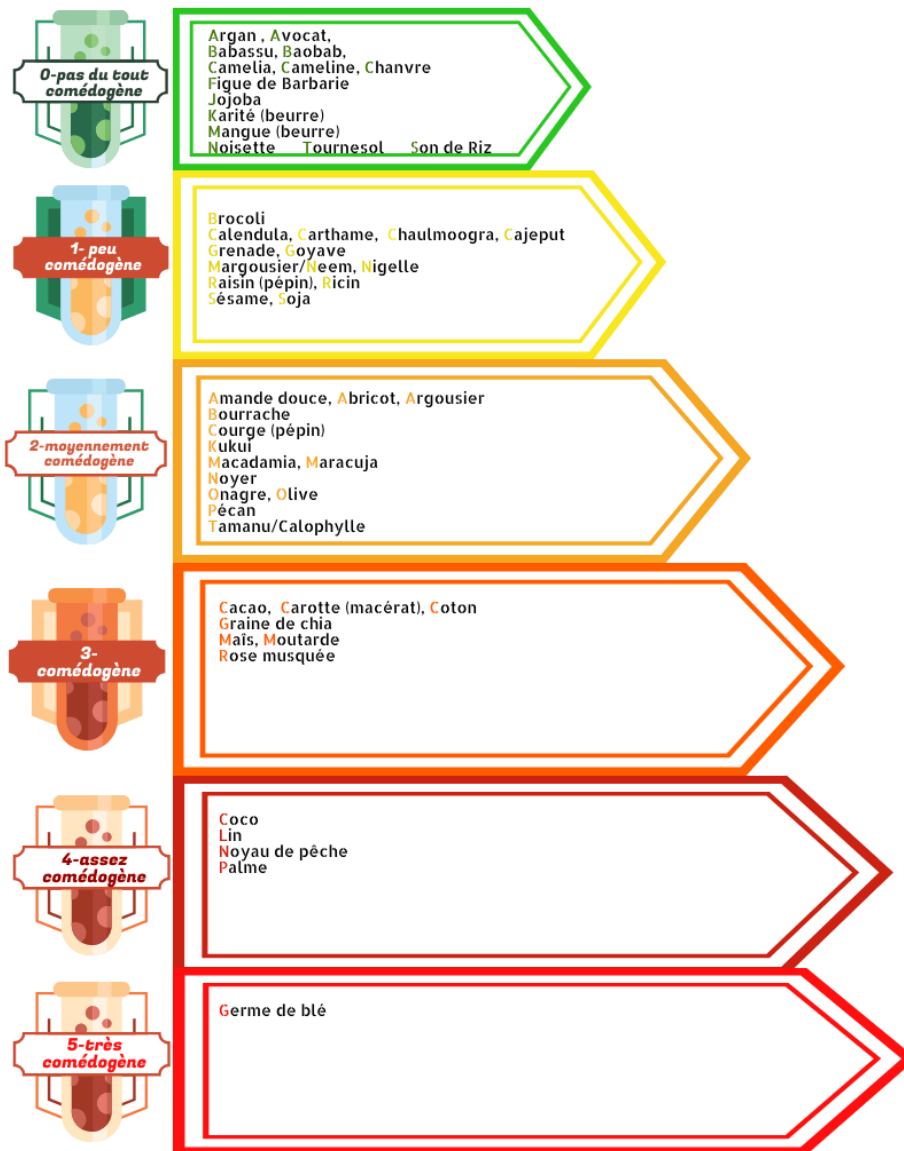 0-pas du tout
comédogène
Argan , Avocat,
Babassu, Baobab,
Camelia, Cameline, Chanvre
Figue de Barbarie
Jojoba
Karité (beurre)
Mangue (beurre)
Noisette Tournesol Son de Riz
1- peu
comédogène
Brocoli
Calendula, Carthame, Chaulmoogra, Cajeput
Grenade, Goyave
Margousier/Neem, Nigelle
Raisin (pépin), Ricin
Sésame, Soja
2-moyennement
comédogène
Amande douce, Abricot, Argousier
Bourrache
Courge (pépin)
Kukui
Macadamia, Maracuja
Noyer
Onagre, Olive
Pécan
Tamanu/Calophylle
3-
comédogène
Cacao, Carotte (macérat), Coton
Graine de chia
Maîs, Moutarde
Rose musquée
4-assez
comédogène
Coco
Lin
Noyau de pêche
Palme
5-très
comédogène
Germe de blé